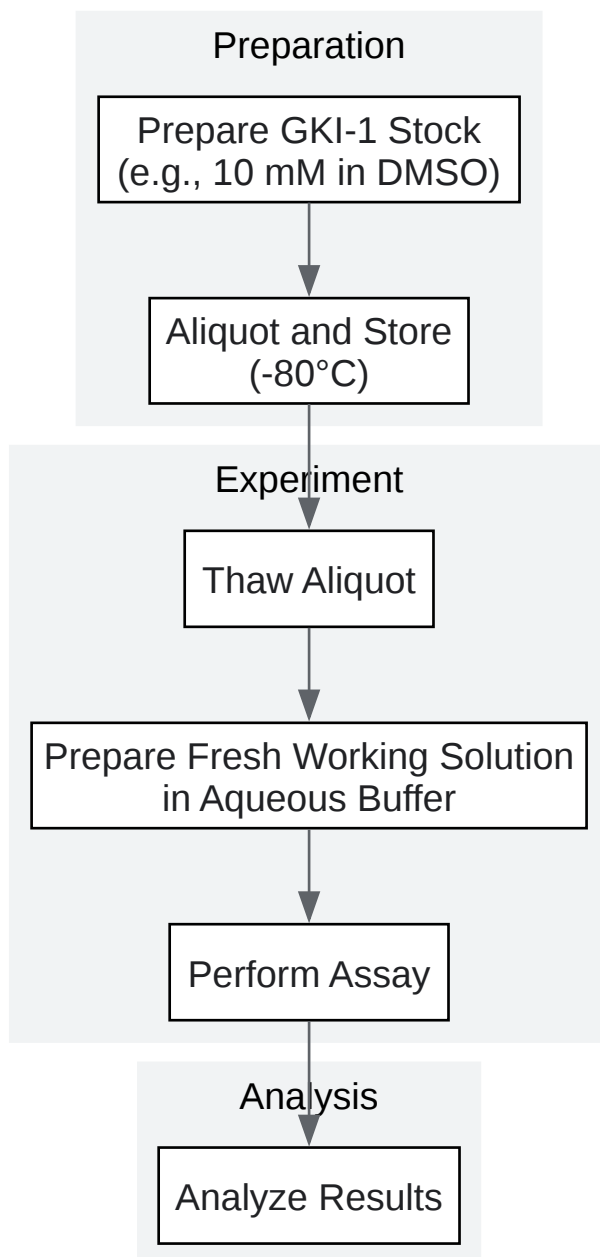 Preparation
Prepare GKI-1 Stock
(e.g., 10 mM in DMSO)
Aliquot and Store
(-80°C)
Experiment
Thaw Aliquot
Prepare Fresh Working Solution
in Aqueous Buffer
Perform Assay
Analysis
Analyze Results